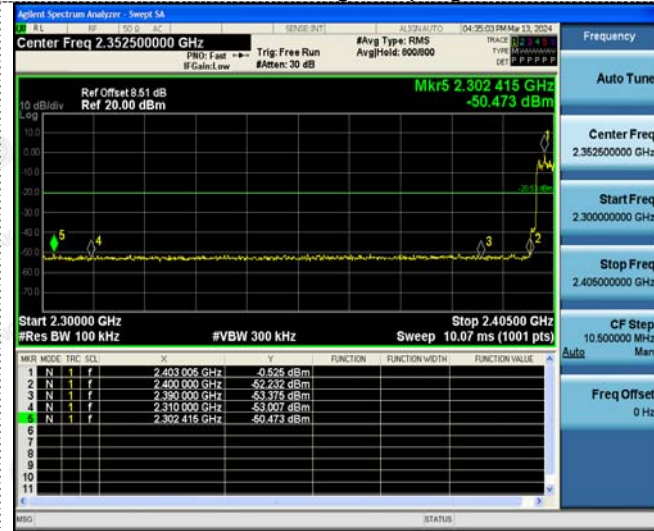 Agilent Spectrum Analyzer - Swept SA
RL RF 50 Ω AC SENSE:INT ALIGN AUTO 04:35:03 PM Mar 13, 2024
Center Freq 2.352500000 GHz
PNO: Fast
IFGain:Low
Trig: Free Run
#Atten: 30 dB
#Avg Type: RMS
Avg|Hold: 800/800
TRACE 1 2 3 4 5 6
TYPE
DET P P P P P P
Ref Offset 8.51 dB
Ref 20.00 dBm
10 dB/div
Log
Mkr5 2.302 415 GHz
-50.473 dBm
10.0
0.00
-10.0
-20.0
-30.0
-40.0
-50.0
-60.0
-70.0
1
2
3
4
5
Start 2.30000 GHz
#Res BW 100 kHz
#VBW 300 kHz
Stop 2.40500 GHz
Sweep 10.07 ms (1001 pts)
MKR MODE TRC SCL X Y FUNCTION FUNCTION WIDTH FUNCTION VALUE
1 N 1 f 2.403 005 GHz -0.525 dBm
2 N 1 f 2.400 000 GHz -52.232 dBm
3 N 1 f 2.390 000 GHz -53.375 dBm
4 N 1 f 2.310 000 GHz -53.007 dBm
5 N 1 f 2.302 415 GHz -50.473 dBm
6
7
8
9
10
11
MSG STATUS
Frequency
Auto Tune
Center Freq
2.352500000 GHz
Start Freq
2.300000000 GHz
Stop Freq
2.405000000 GHz
CF Step
10.500000 MHz
Auto Man
Freq Offset
0 Hz